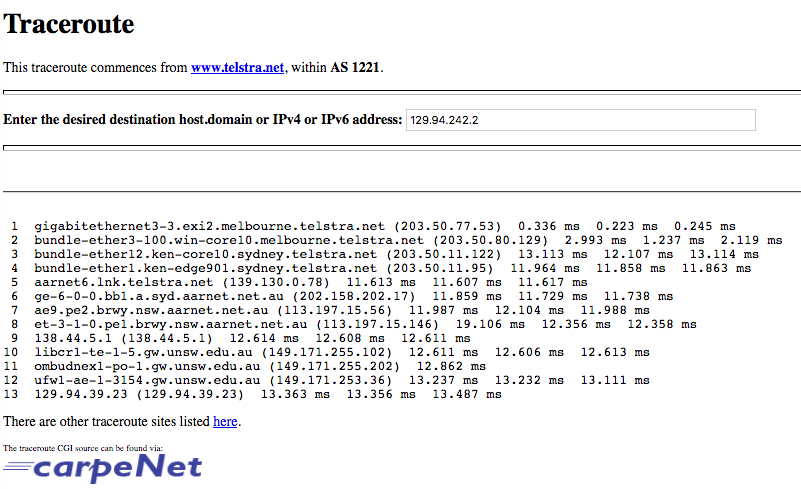 Traceroute
This traceroute commences from www.telstra.net, within AS 1221.
Enter the desired destination host.domain or IPv4 or IPv6 address: 129.94.242.2
1 gigabitethernet3-3.exi2.melbourne.telstra.net (203.50.77.53) 0.336 ms 0.223 ms 0.245 ms
2 bundle-ether3-100.win-core10.melbourne.telstra.net (203.50.80.129) 2.993 ms 1.237 ms 2.119 ms
3 bundle-ether12.ken-core10.sydney.telstra.net (203.50.11.122) 13.113 ms 12.107 ms 13.114 ms
4 bundle-ether1.ken-edge901.sydney.telstra.net (203.50.11.95) 11.964 ms 11.858 ms 11.863 ms
5 aarnet6.lnk.telstra.net (139.130.0.78) 11.613 ms 11.607 ms 11.617 ms
6 ge-6-0-0.bb1.a.syd.aarnet.net.au (202.158.202.17) 11.859 ms 11.729 ms 11.738 ms
7 ae9.pe2.brwy.nsw.aarnet.net.au (113.197.15.56) 11.987 ms 12.104 ms 11.988 ms
8 et-3-1-0.pe1.brwy.nsw.aarnet.net.au (113.197.15.146) 19.106 ms 12.356 ms 12.358 ms
9 138.44.5.1 (138.44.5.1) 12.614 ms 12.608 ms 12.611 ms
10 libcr1-te-1-5.gw.unsw.edu.au (149.171.255.102) 12.611 ms 12.606 ms 12.613 ms
11 ombudnex1-po-1.gw.unsw.edu.au (149.171.255.202) 12.862 ms
12 ufw1-ae-1-3154.gw.unsw.edu.au (149.171.253.36) 13.237 ms 13.232 ms 13.111 ms
13 129.94.39.23 (129.94.39.23) 13.363 ms 13.356 ms 13.487 ms
There are other traceroute sites listed here.
The traceroute CGI source can be found via:
carpeNet